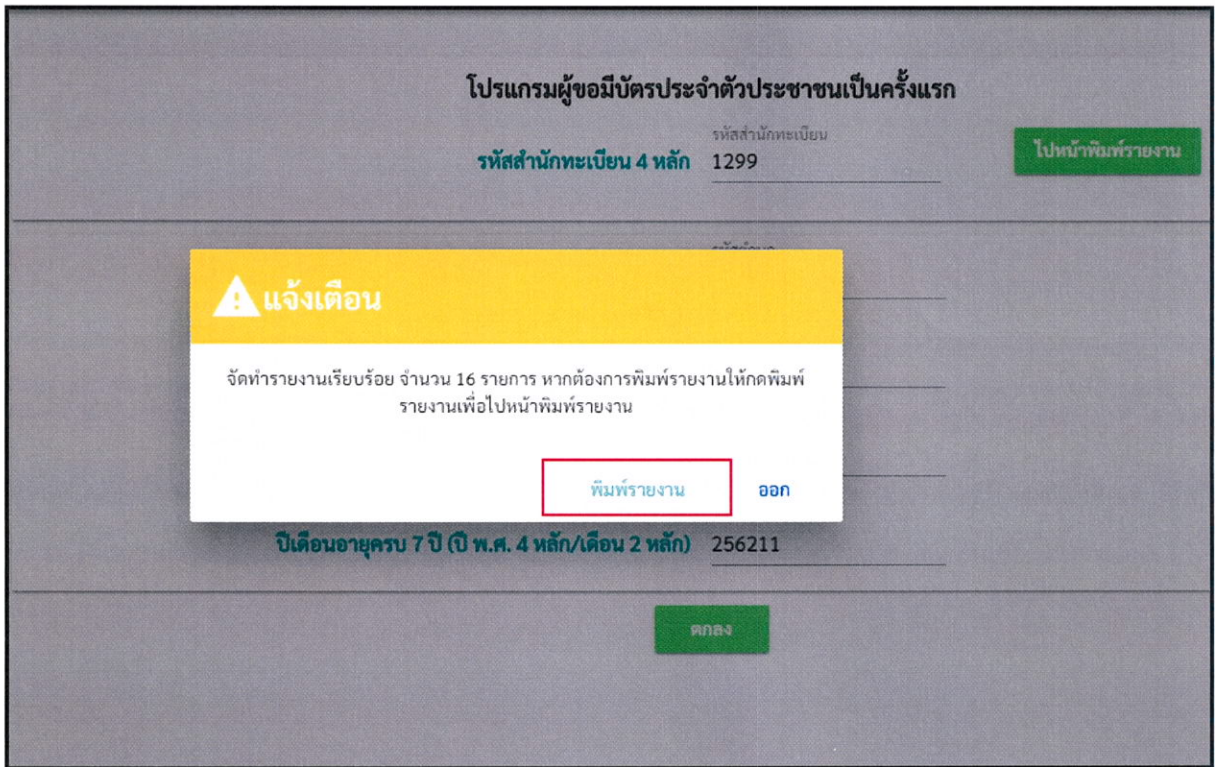 โปรแกรมผู้ขอมีบัตรประจำตัวประชาชนเป็นครั้งแรก
รหัสสำนักทะเบียน
รหัสสำนักทะเบียน 4 หลัก 1299
ไปหน้าพิมพ์รายงาน
แจ้งเตือน
จัดทำรายงานเรียบร้อย จำนวน 16 รายการ หากต้องการพิมพ์รายงานให้กดพิมพ์
รายงานเพื่อไปหน้าพิมพ์รายงาน
พิมพ์รายงาน ออก
ปีเดือนอายุครบ 7 ปี (ปี พ.ศ. 4 หลัก/เดือน 2 หลัก) 256211
ตกลง